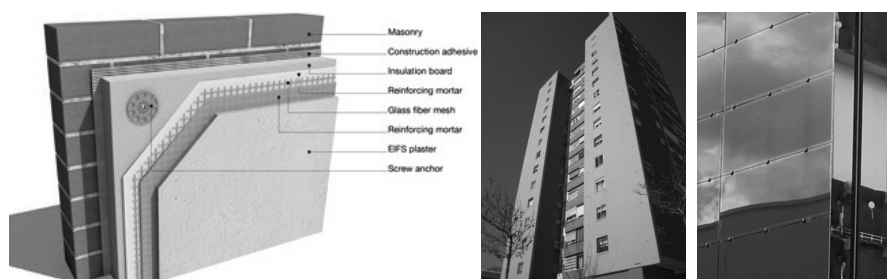 Masonry
Construction adhesive
Insulation board
Reinforcing mortar
Glass fiber mesh
Reinforcing mortar
EIFS plaster
Screw anchor